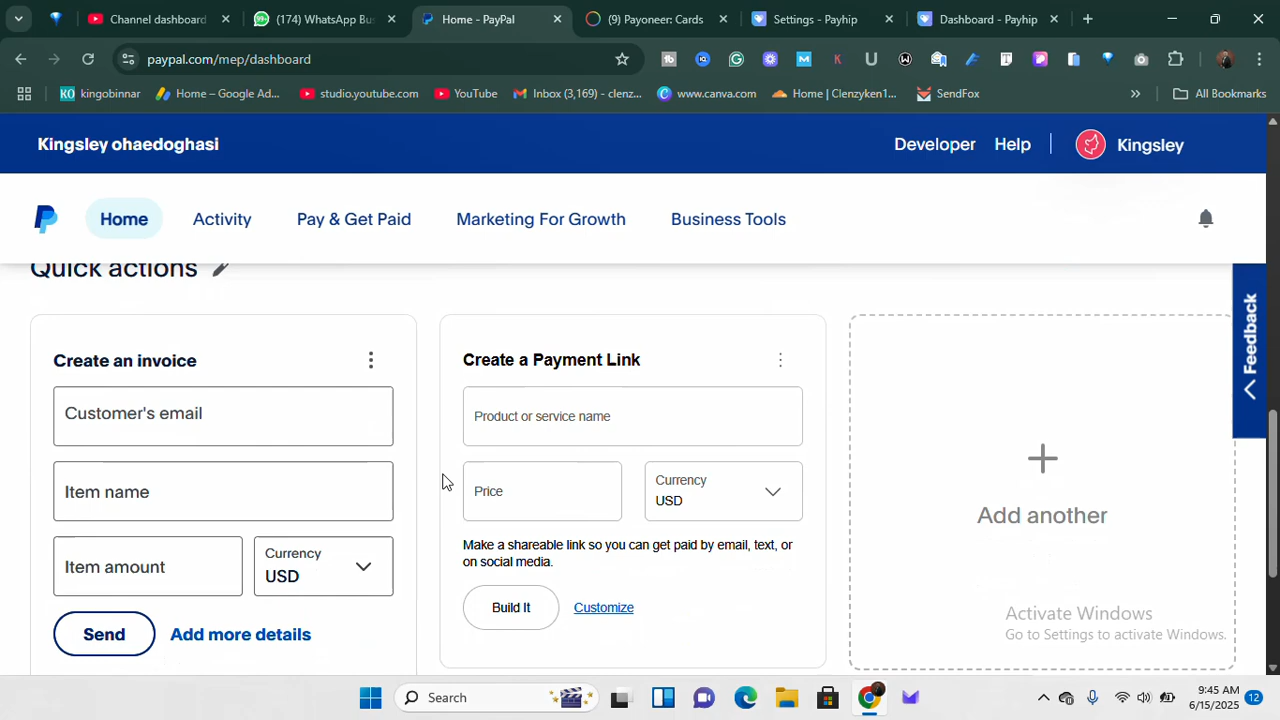 Channel dashboard
(174) WhatsApp Bu
Home - PayPal
(9) Payoneer: Cards
Settings - Payhip
Dashboard - Payhip
paypal.com/mep/dashboard
kingobinnar
Home – Google Ad...
studio.youtube.com
YouTube
Inbox (3,169) - clenz...
www.canva.com
Home | Clenzyken1...
SendFox
All Bookmarks
Kingsley ohaedoghasi
Developer
Help
Kingsley
Home
Activity
Pay & Get Paid
Marketing For Growth
Business Tools
Quick actions
Create an invoice
Customer's email
Item name
Item amount
Currency
USD
Send
Add more details
Create a Payment Link
Product or service name
Price
Currency
USD
Make a shareable link so you can get paid by email, text, or
on social media.
Build It
Customize
Add another
Feedback
Activate Windows
Go to Settings to activate Windows.
Search
9:45 AM
6/15/2025
12